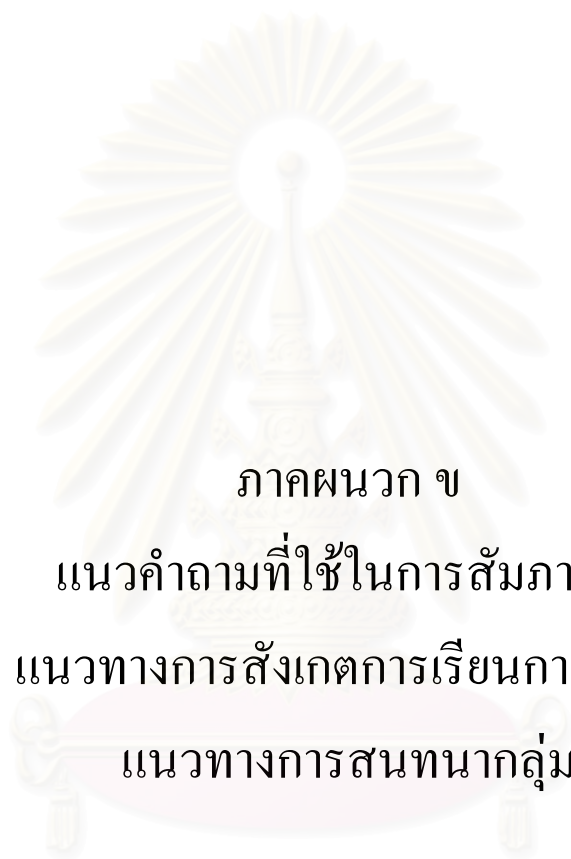 ภาคผนวก ข
แนวคำถามที่ใช้ในการสัมภา
แนวทางการสังเกตการเรียนกา
แนวทางการสนทนากลุ่ม